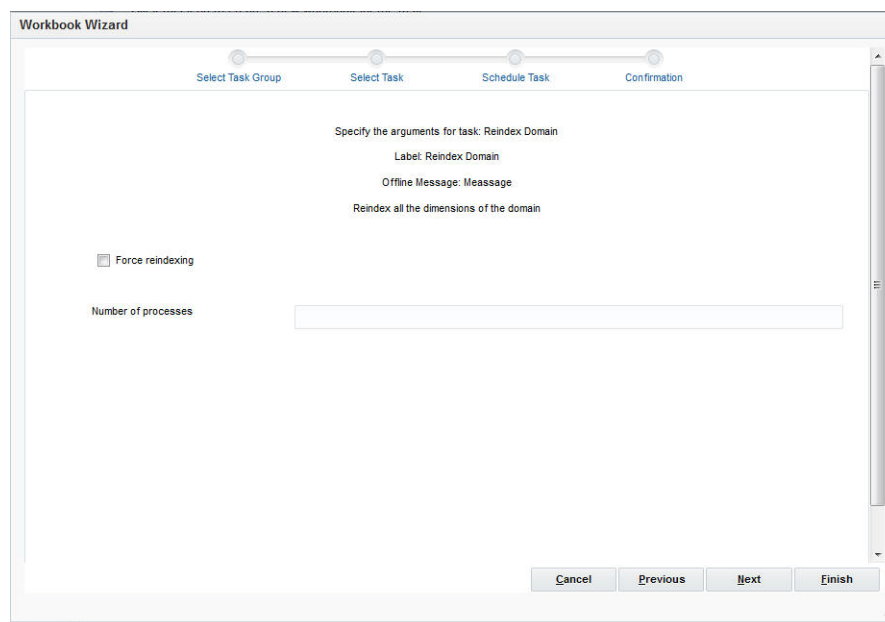 Workbook Wizard
Select Task Group Select Task Schedule Task Confirmation
Specify the arguments for task: Reindex Domain
Label: Reindex Domain
Offline Message: Meassage
Reindex all the dimensions of the domain
Force reindexing
Number of processes
Cancel Previous Next Finish